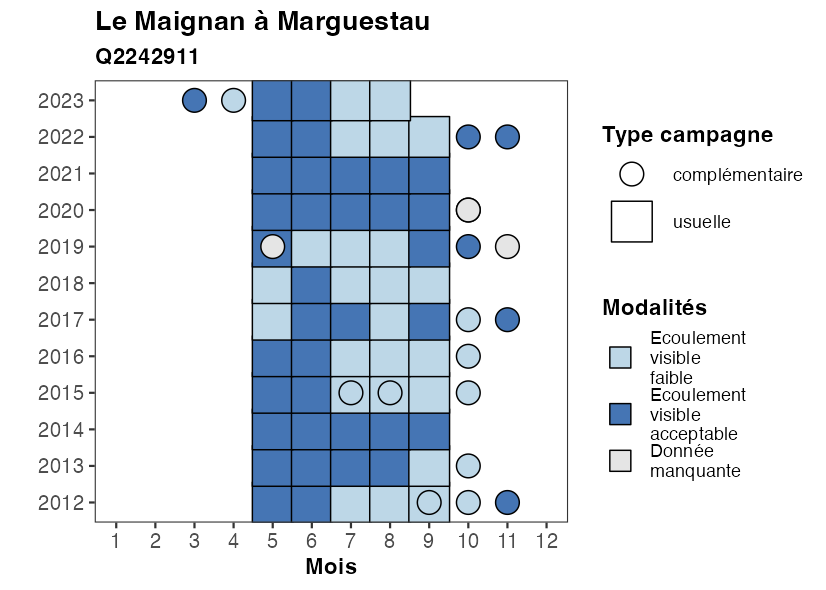 Le Maignan à Marguestau
Q2242911
2023
2022
2021
2020
2019
2018
2017
2016
2015
2014
2013
2012
1 2 3 4 5 6 7 8 9 10 11 12
Mois
Type campagne
complémentaire
usuelle
Modalités
Ecoulement
visible
faible
Ecoulement
visible
acceptable
Donnée
manquante